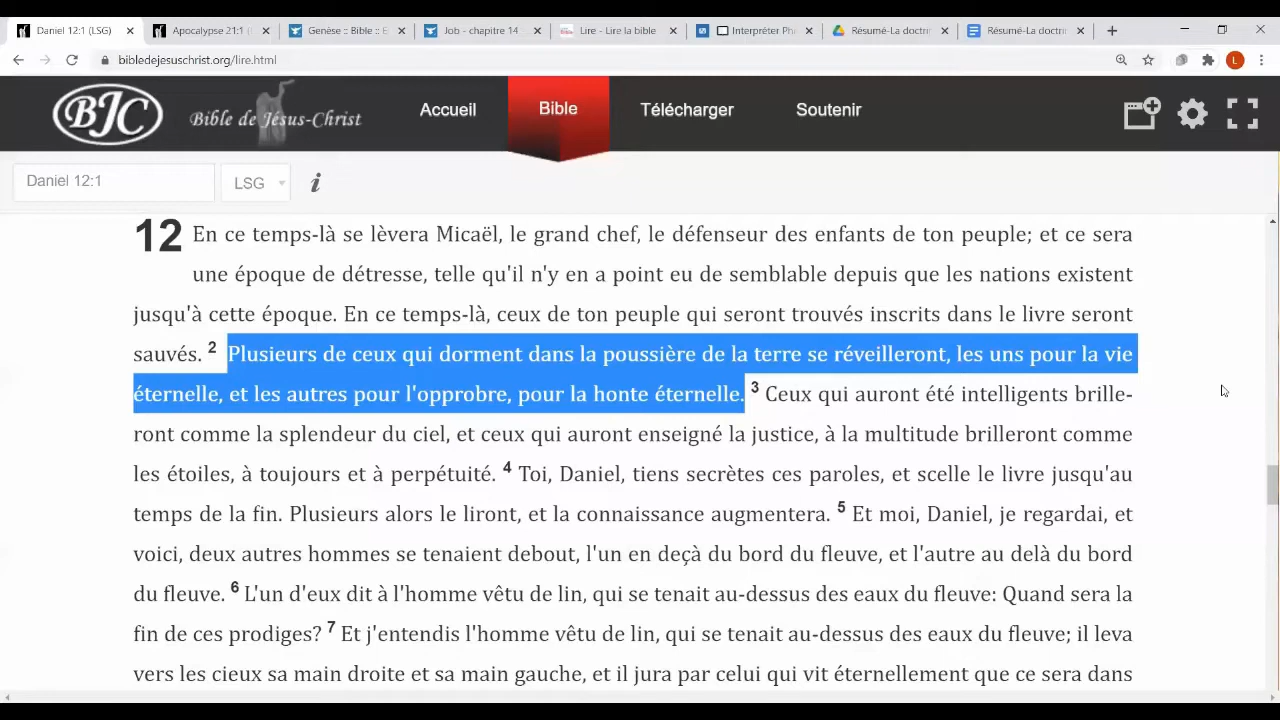 Daniel 12:1 (LSG)
Apocalypse 21:1 (
Genèse :: Bible :: E
Job - chapitre 14
Lire - Lire la bible
Interpréter Ph
Résumé-La doctrin
Résumé-La doctrin
bibledejesuschrist.org/lire.html
L
BJC
Bible de Jésus-Christ
Accueil
Bible
Télécharger
Soutenir
Daniel 12:1
LSG
i
12 En ce temps-là se lèvera Micaël, le grand chef, le défenseur des enfants de ton peuple; et ce sera
une époque de détresse, telle qu'il n'y en a point eu de semblable depuis que les nations existent
jusqu'à cette époque. En ce temps-là, ceux de ton peuple qui seront trouvés inscrits dans le livre seront
sauvés. 2 Plusieurs de ceux qui dorment dans la poussière de la terre se réveilleront, les uns pour la vie
éternelle, et les autres pour l'opprobre, pour la honte éternelle. 3 Ceux qui auront été intelligents brille-
ront comme la splendeur du ciel, et ceux qui auront enseigné la justice, à la multitude brilleront comme
les étoiles, à toujours et à perpétuité. 4 Toi, Daniel, tiens secrètes ces paroles, et scelle le livre jusqu'au
temps de la fin. Plusieurs alors le liront, et la connaissance augmentera. 5 Et moi, Daniel, je regardai, et
voici, deux autres hommes se tenaient debout, l'un en deçà du bord du fleuve, et l'autre au delà du bord
du fleuve. 6 L'un d'eux dit à l'homme vêtu de lin, qui se tenait au-dessus des eaux du fleuve: Quand sera la
fin de ces prodiges? 7 Et j'entendis l'homme vêtu de lin, qui se tenait au-dessus des eaux du fleuve; il leva
vers les cieux sa main droite et sa main gauche, et il jura par celui qui vit éternellement que ce sera dans